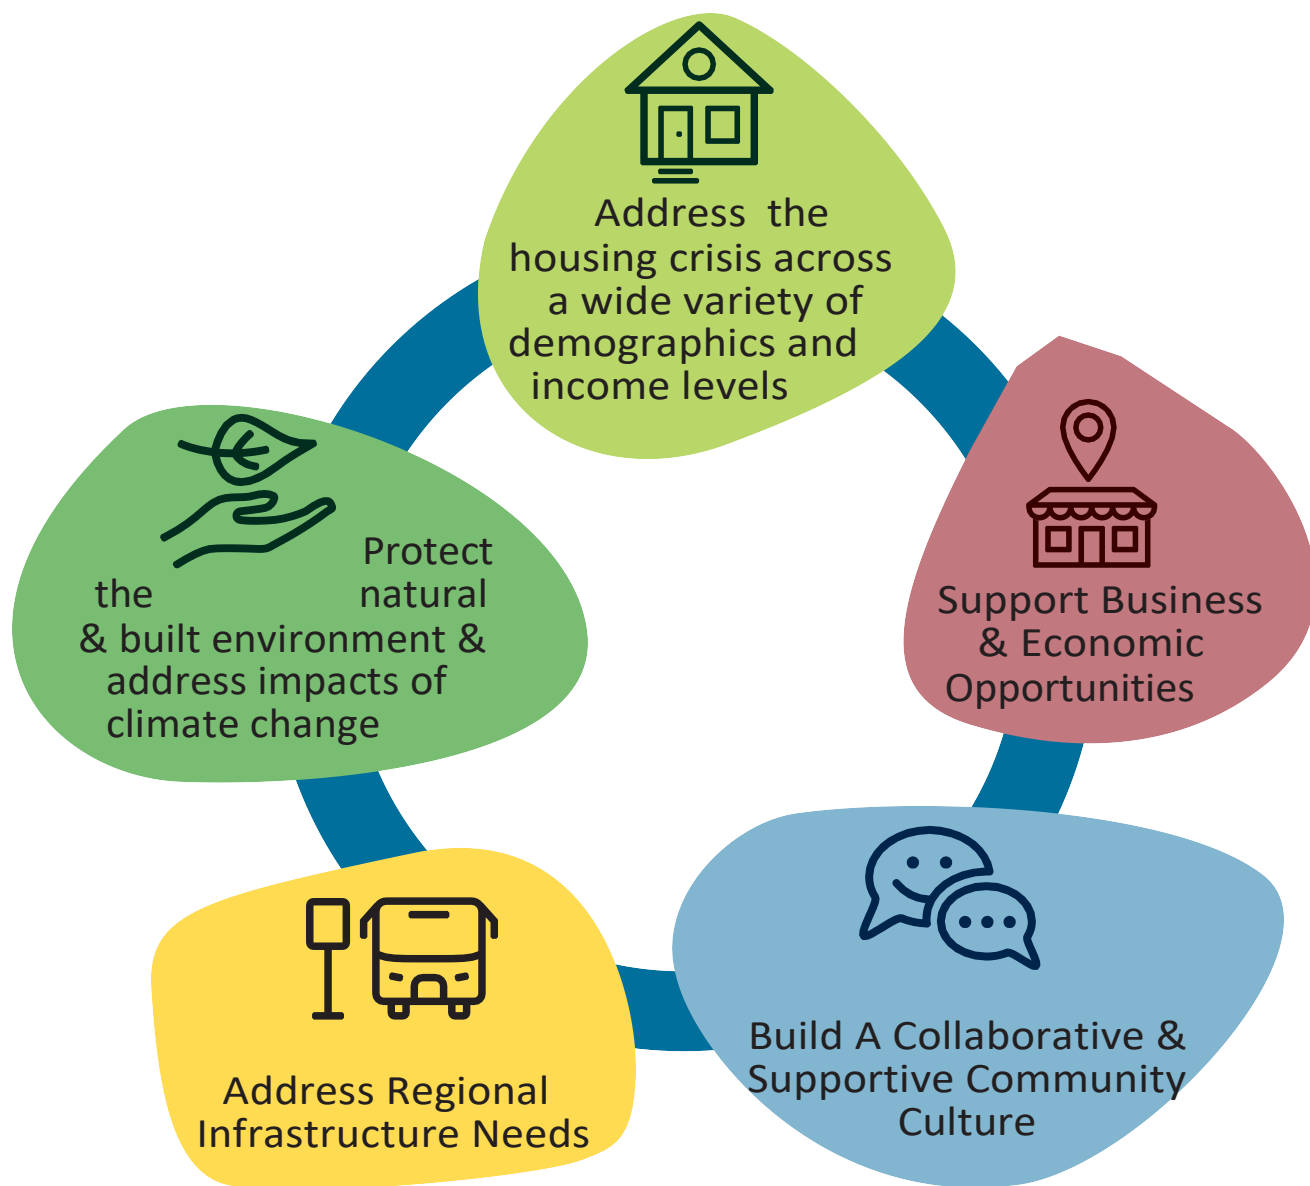 Address the
housing crisis across
a wide variety of
demographics and
income levels
Support Business
& Economic
Opportunities
Build A Collaborative &
Supportive Community
Culture
Address Regional
Infrastructure Needs
Protect
the natural
& built environment &
address impacts of
climate change